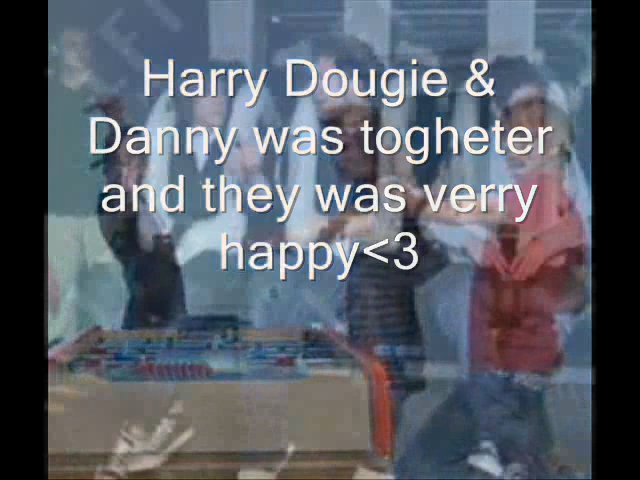 Harry Dougie &
Danny was togheter
and they was verry
happy<3